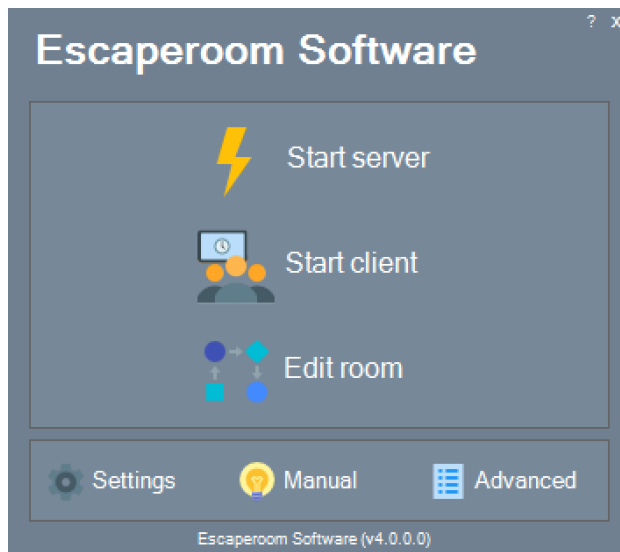 ? x
Escaperoom Software
Start server
Start client
Edit room
Settings Manual Advanced
Escaperoom Software (v4.0.0.0)